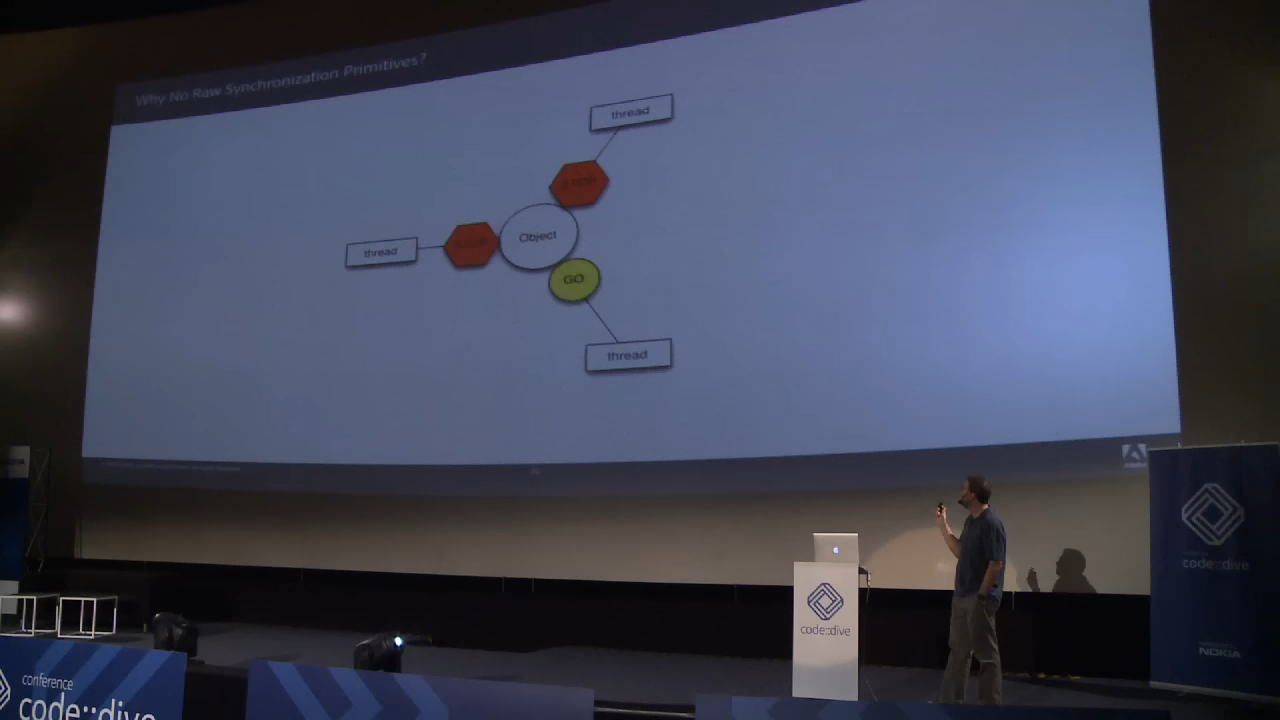 Why No Raw Synchronization Primitives?
thread
thread
Object
GO
thread
code::dive
code::dive
NOKIA
conference
code::dive